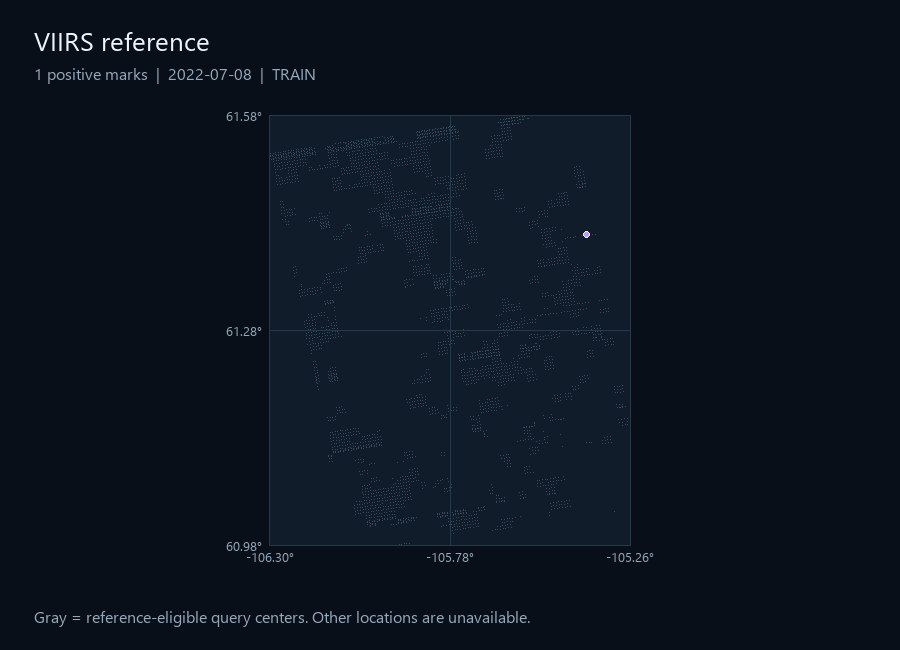 VIIRS reference
1 positive marks | 2022-07-08 | TRAIN
61.58°
61.28°
60.98°
-106.30°
-105.78°
-105.26°
Gray = reference-eligible query centers. Other locations are unavailable.